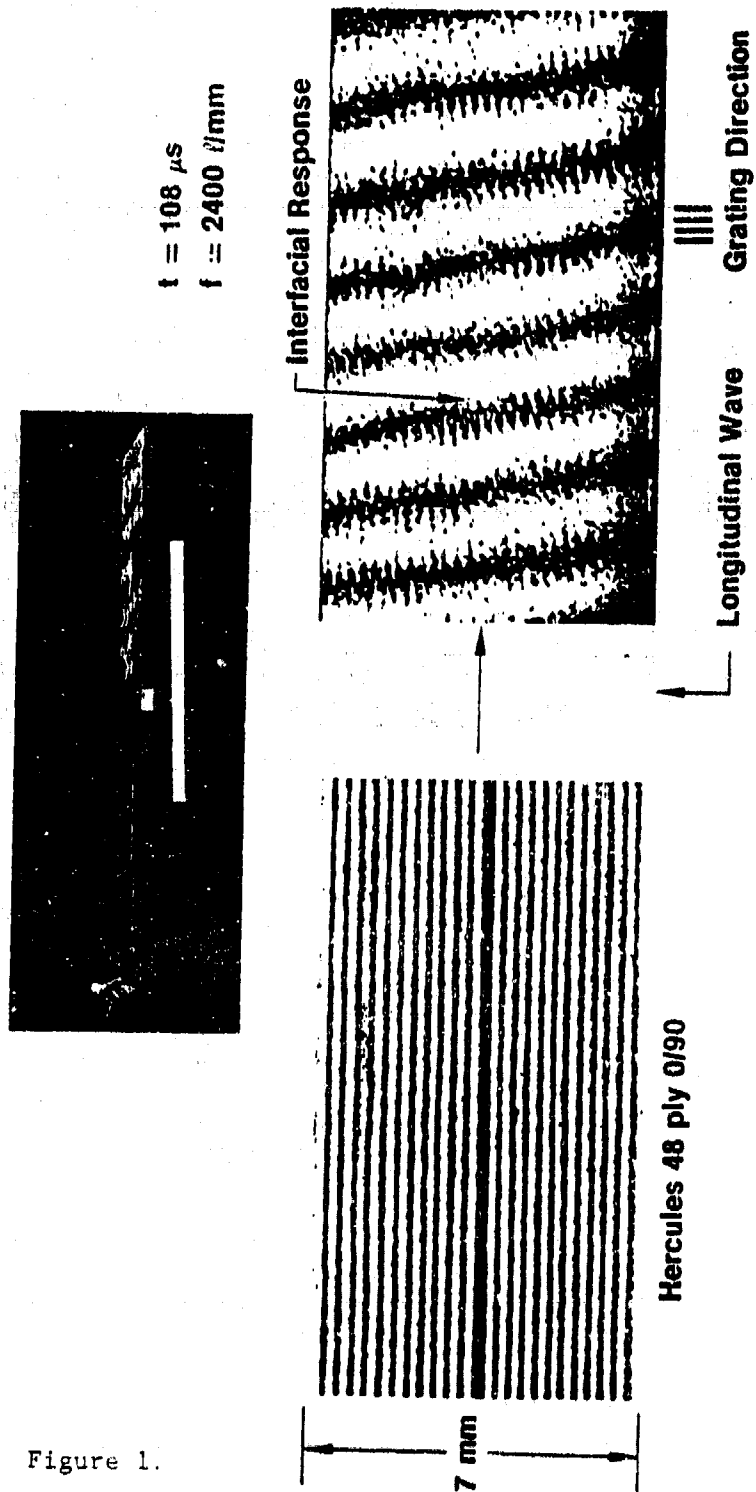 t = 108 μs
f = 2400 ℓ/mm
Interfacial Response
7 mm
Hercules 48 ply 0/90
Longitudinal Wave
Grating Direction
Figure 1.